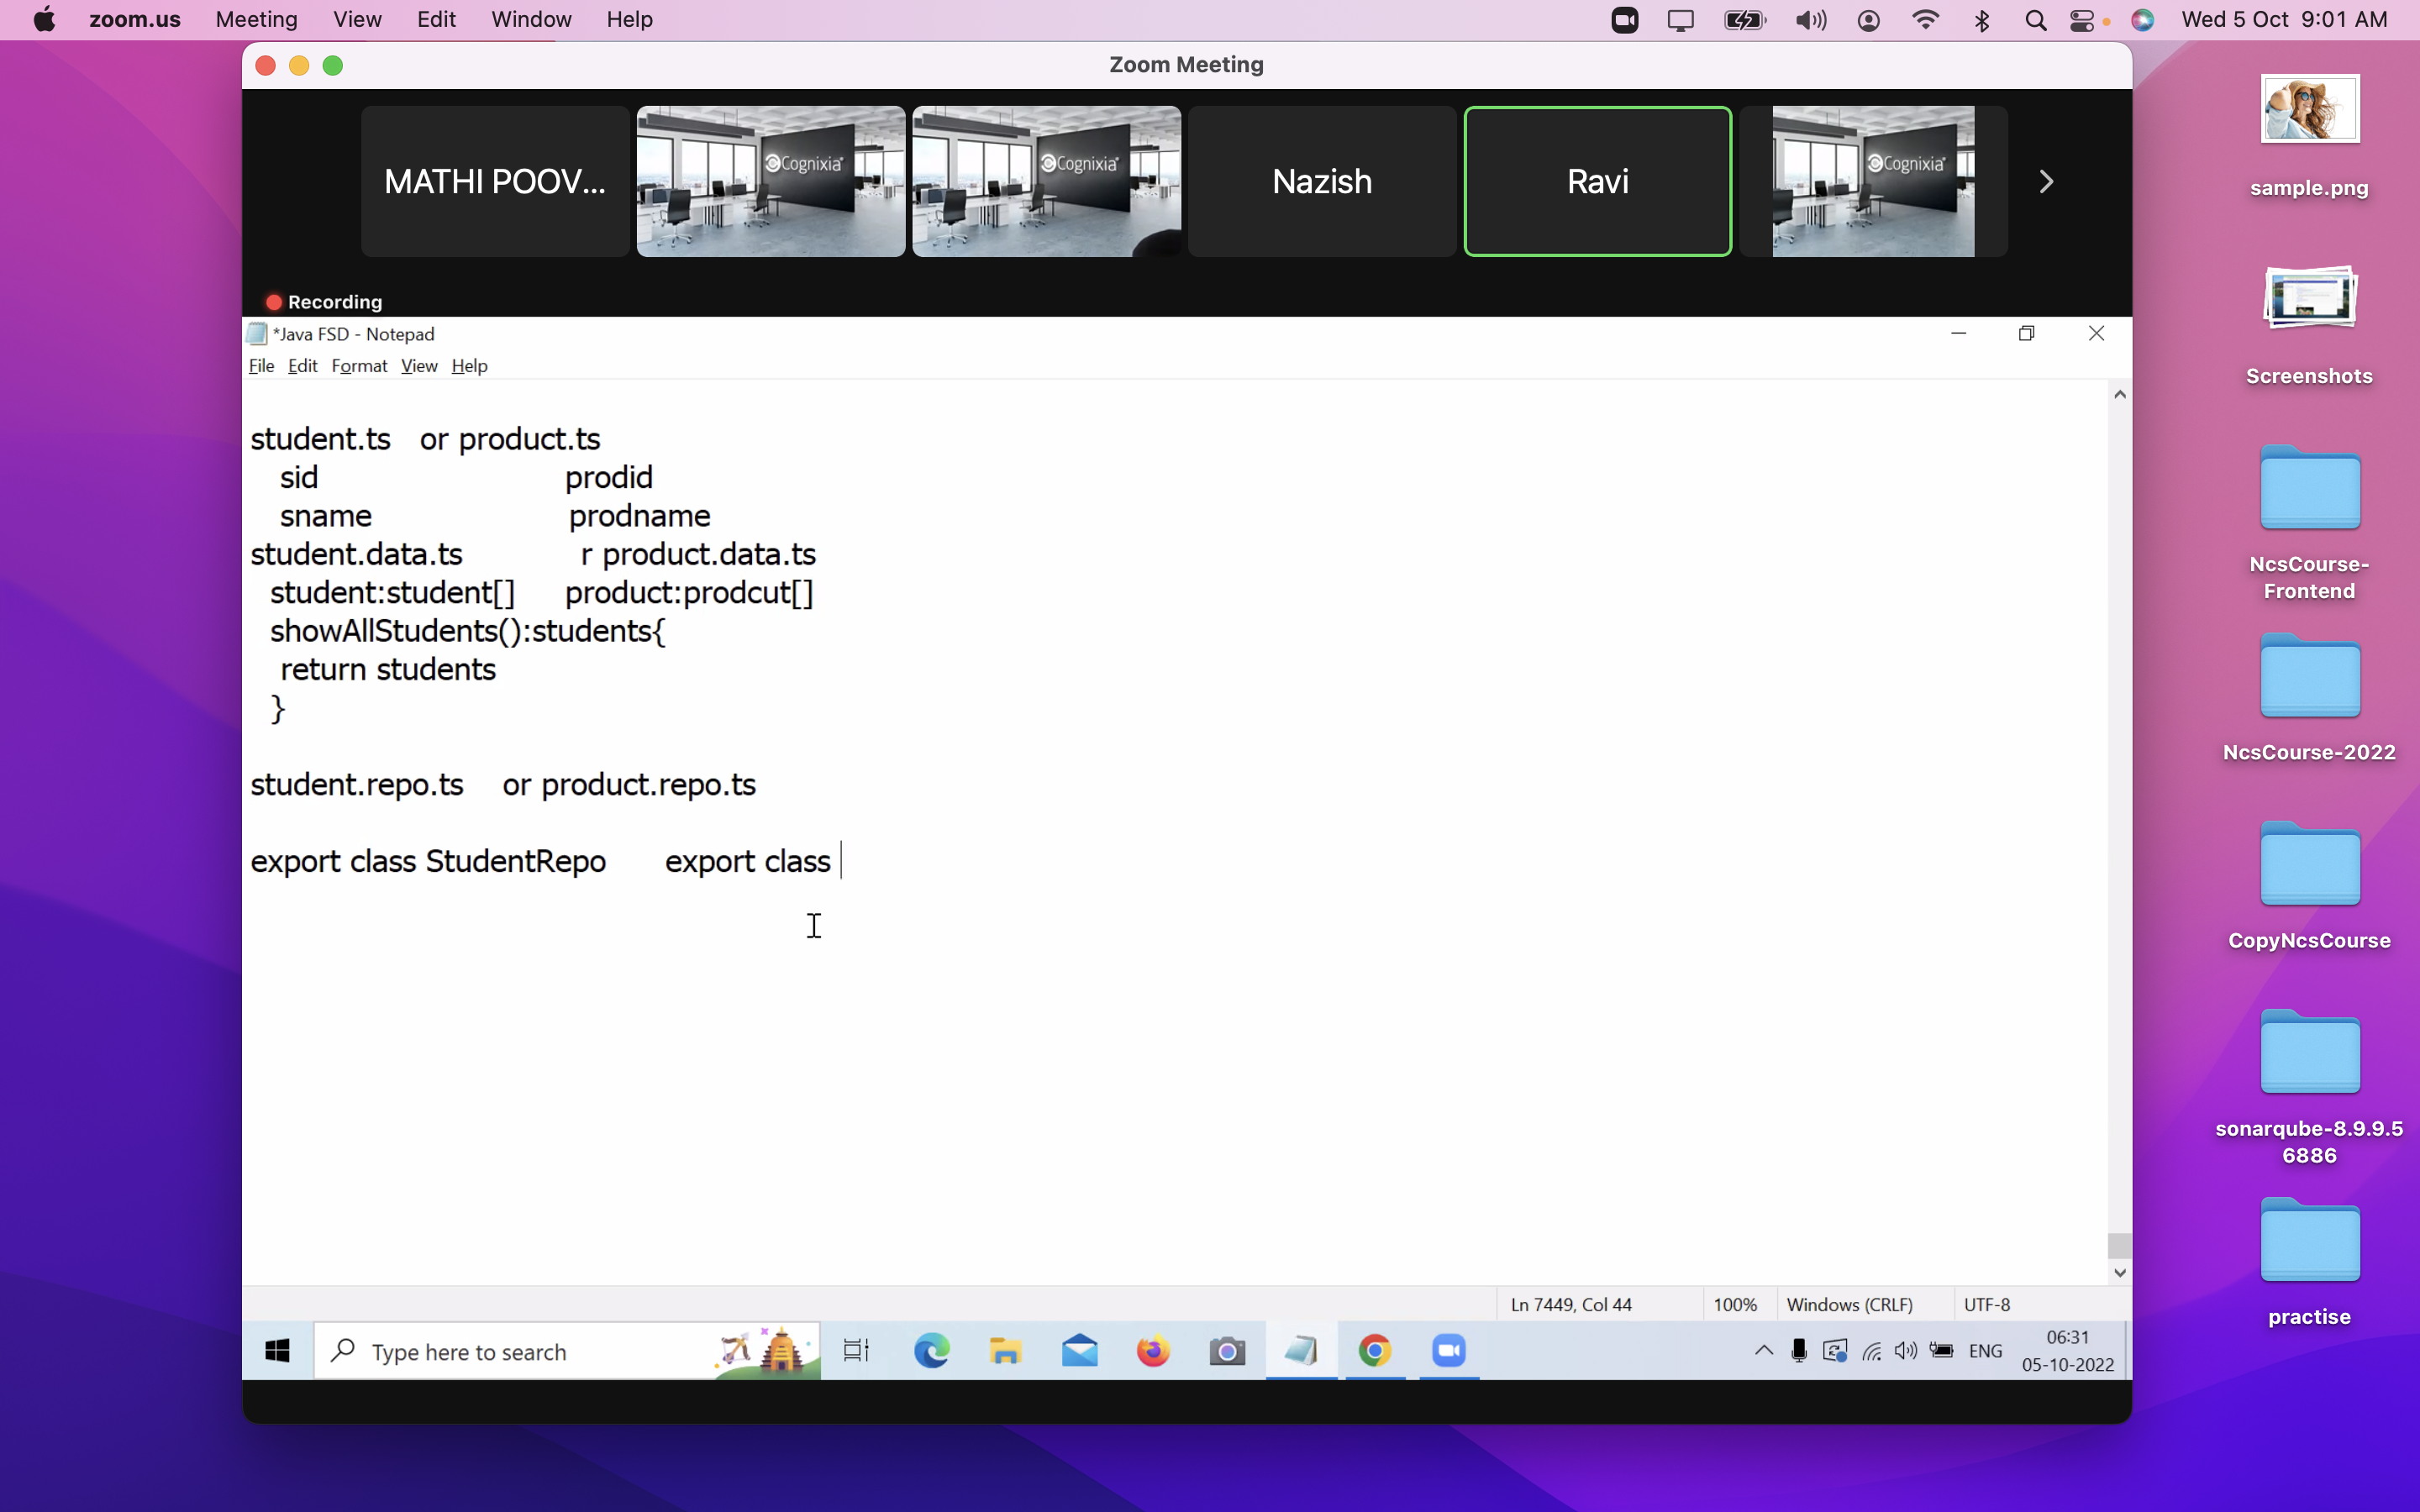 zoom.us Meeting View Edit Window Help Wed 5 Oct 9:01 AM
Zoom Meeting
MATHI POOV... Cognixia Cognixia Nazish Ravi Cognixia
Recording
*Java FSD - Notepad
File Edit Format View Help
student.ts or product.ts
sid prodid
sname prodname
student.data.ts r product.data.ts
student:student[] product:prodcut[]
showAllStudents():students{
return students
}
student.repo.ts or product.repo.ts
export class StudentRepo export class
Ln 7449, Col 44 100% Windows (CRLF) UTF-8
Type here to search ENG 06:31
05-10-2022
sample.png
Screenshots
NcsCourse-
Frontend
NcsCourse-2022
CopyNcsCourse
sonarqube-8.9.9.5
6886
practise